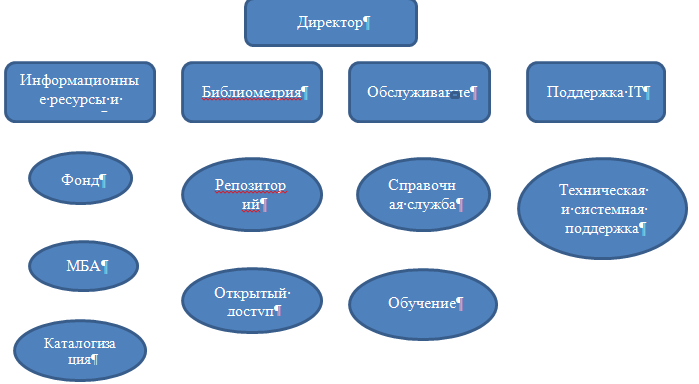 Директор¶
Информационны
е·ресурсы·и·
Библиометрия¶
Обслуживание¶
Поддержка·IT¶
Фонд¶
Репозитор
ий¶
Справочн
ая·служба¶
Техническая·
и·системная·
поддержка¶
МБА¶
Открытый·
доступ¶
Обучение¶
Каталогиза
ция¶